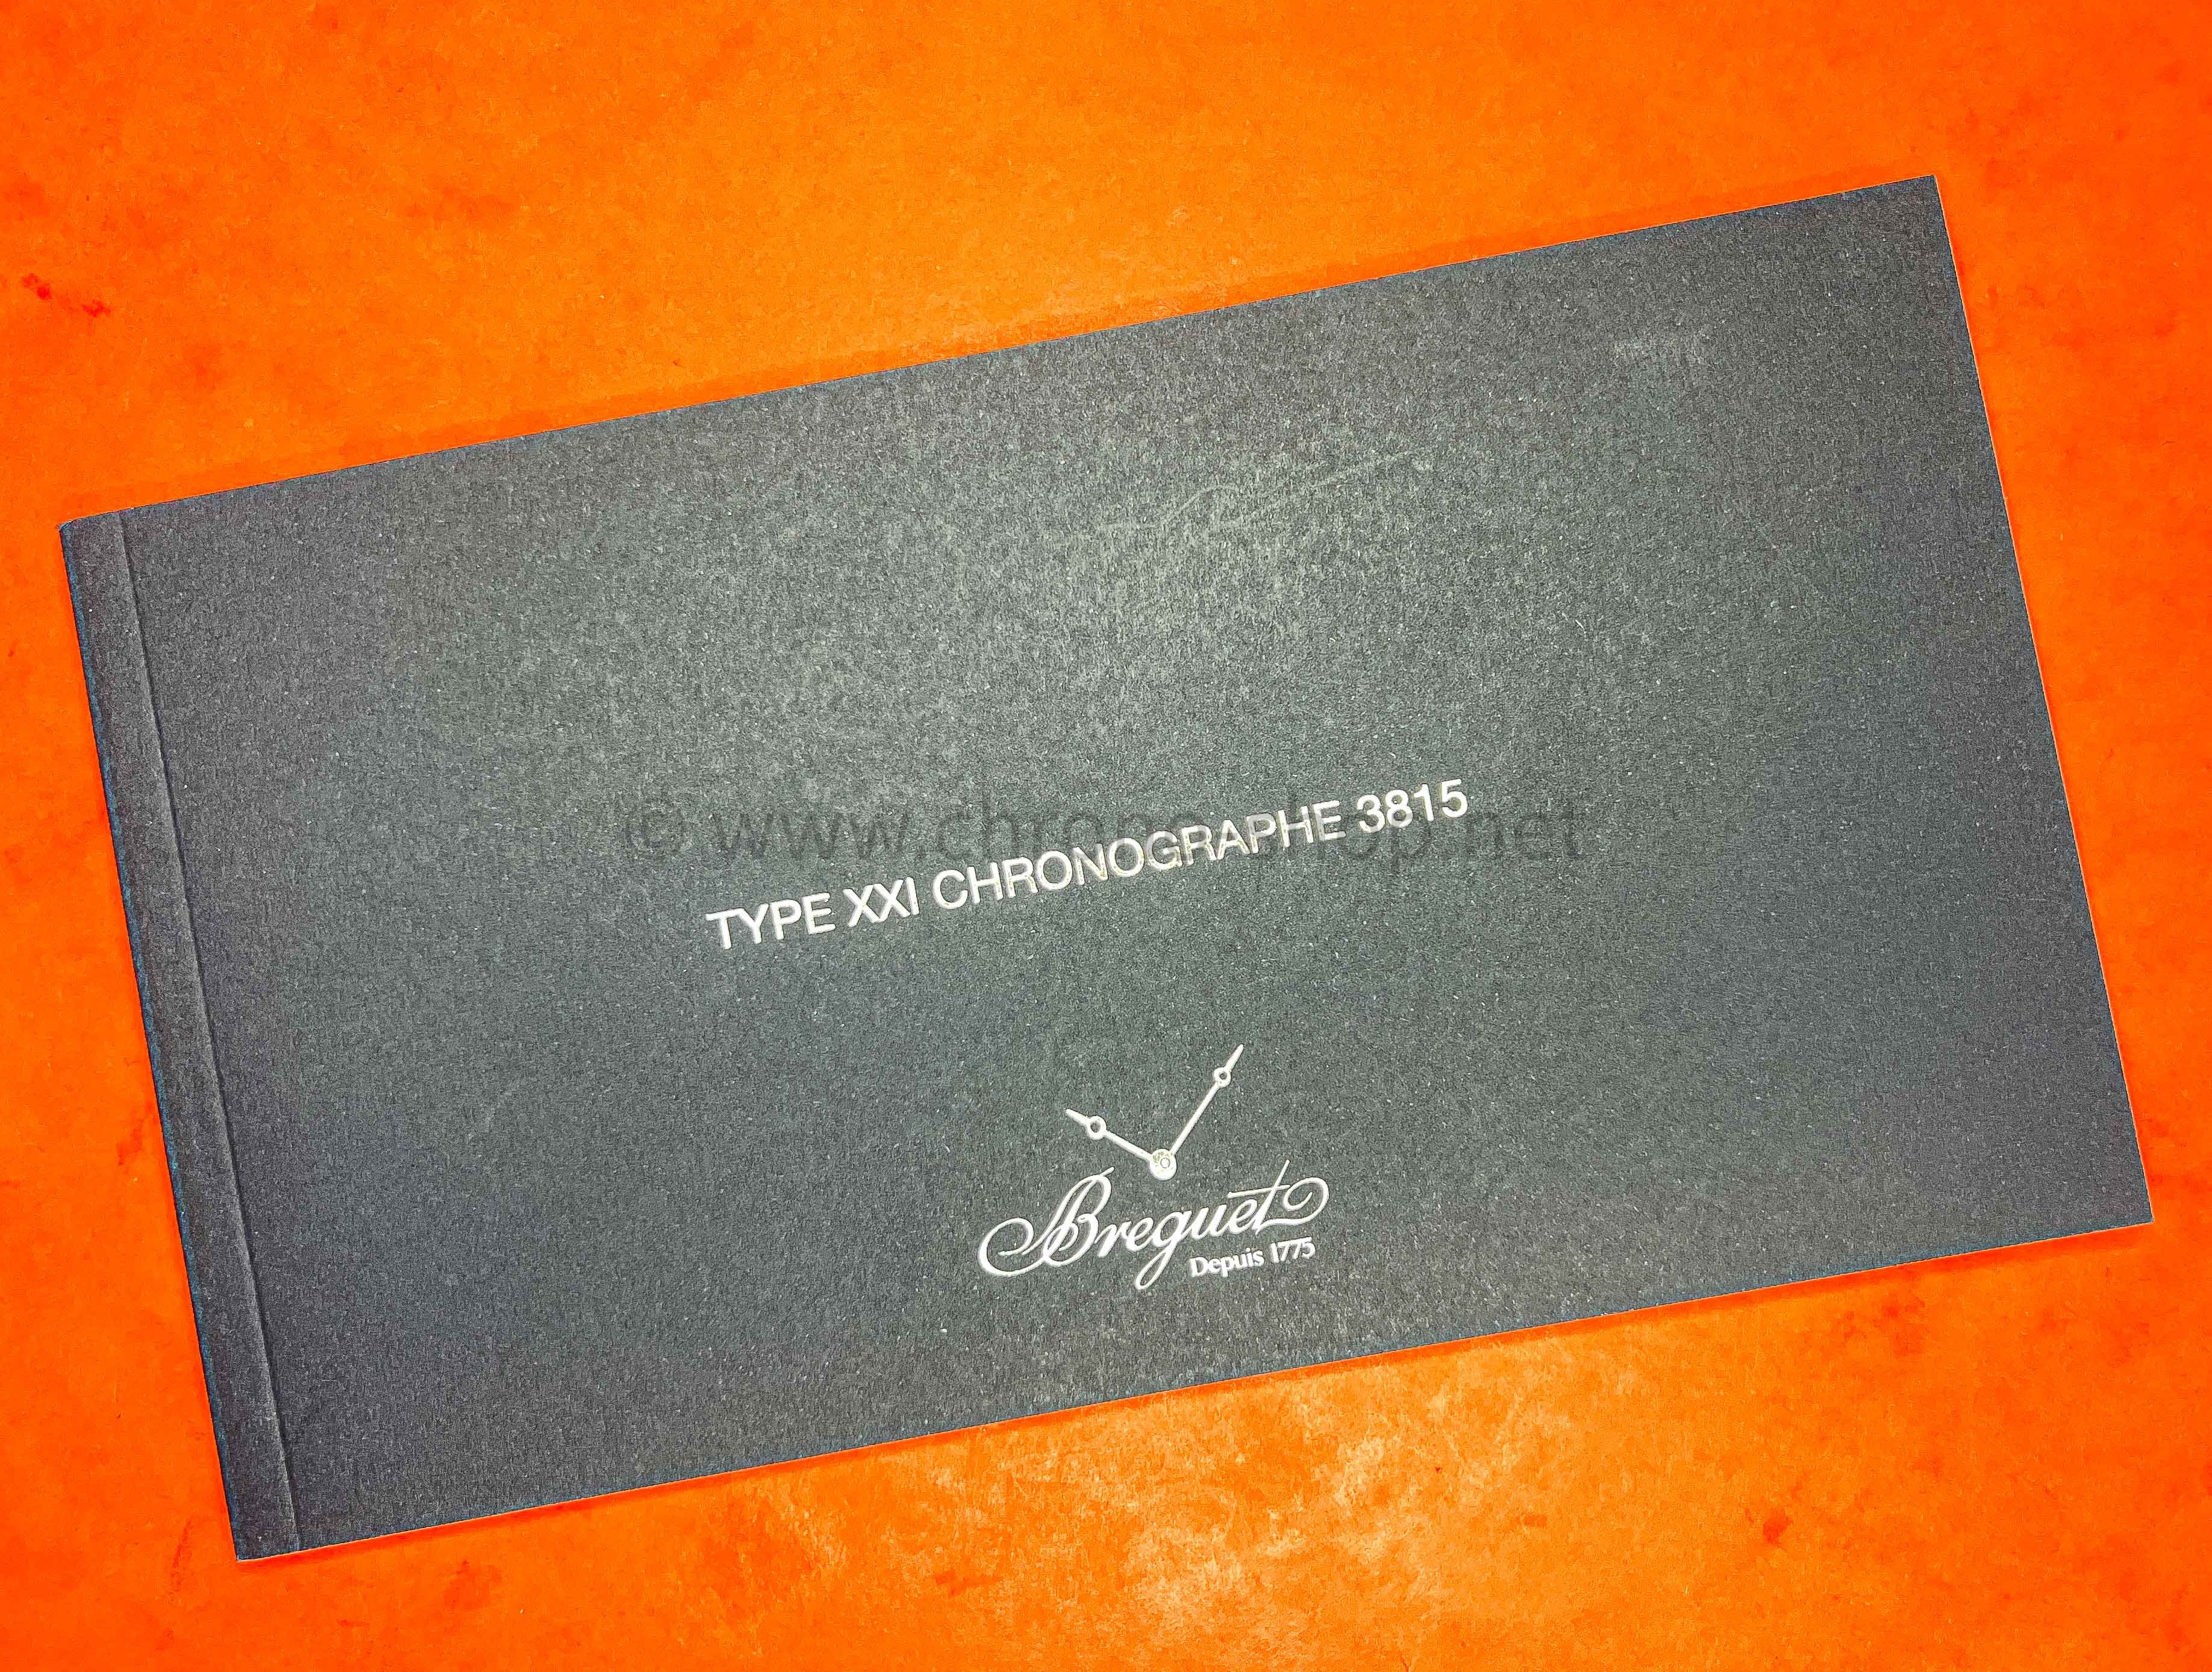 © www.chronoshop.net
TYPE XXI CHRONOGRAPHE 3815
Breguet
Depuis 1775